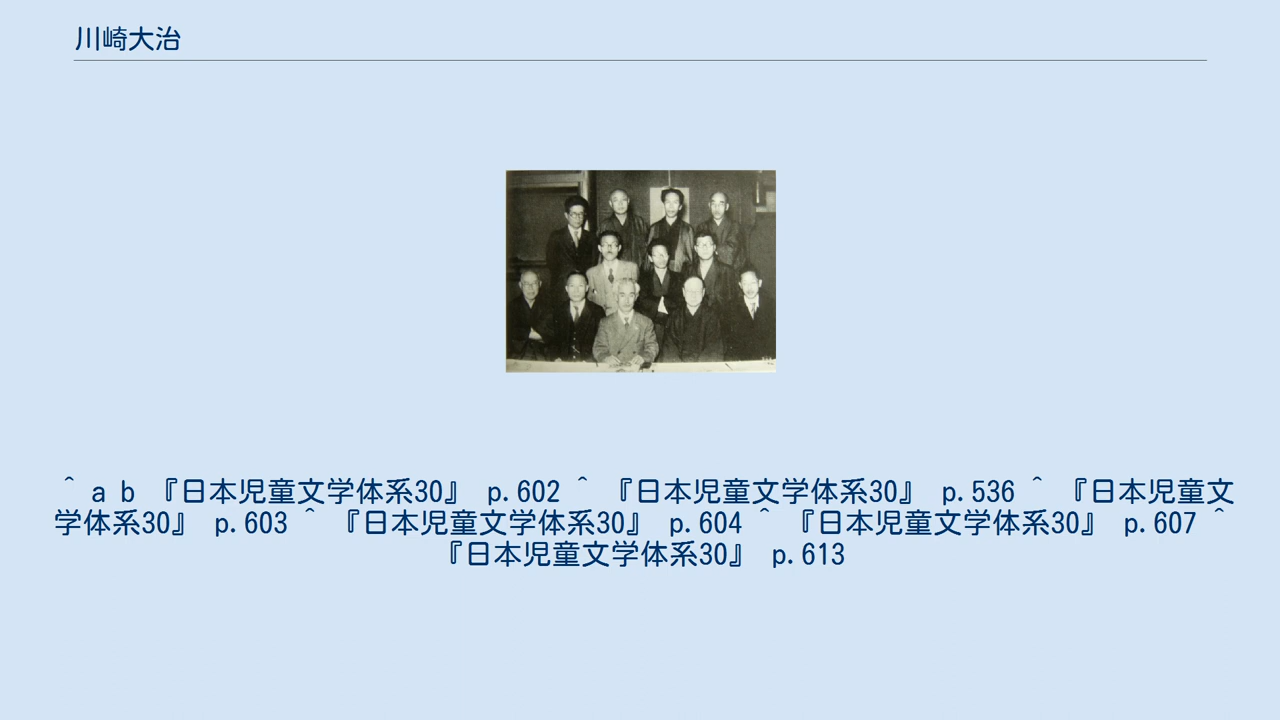 川崎大治
^ a b 『日本児童文学体系30』 p.602 ^ 『日本児童文学体系30』 p.536 ^ 『日本児童文
学体系30』 p.603 ^ 『日本児童文学体系30』 p.604 ^ 『日本児童文学体系30』 p.607 ^
『日本児童文学体系30』 p.613